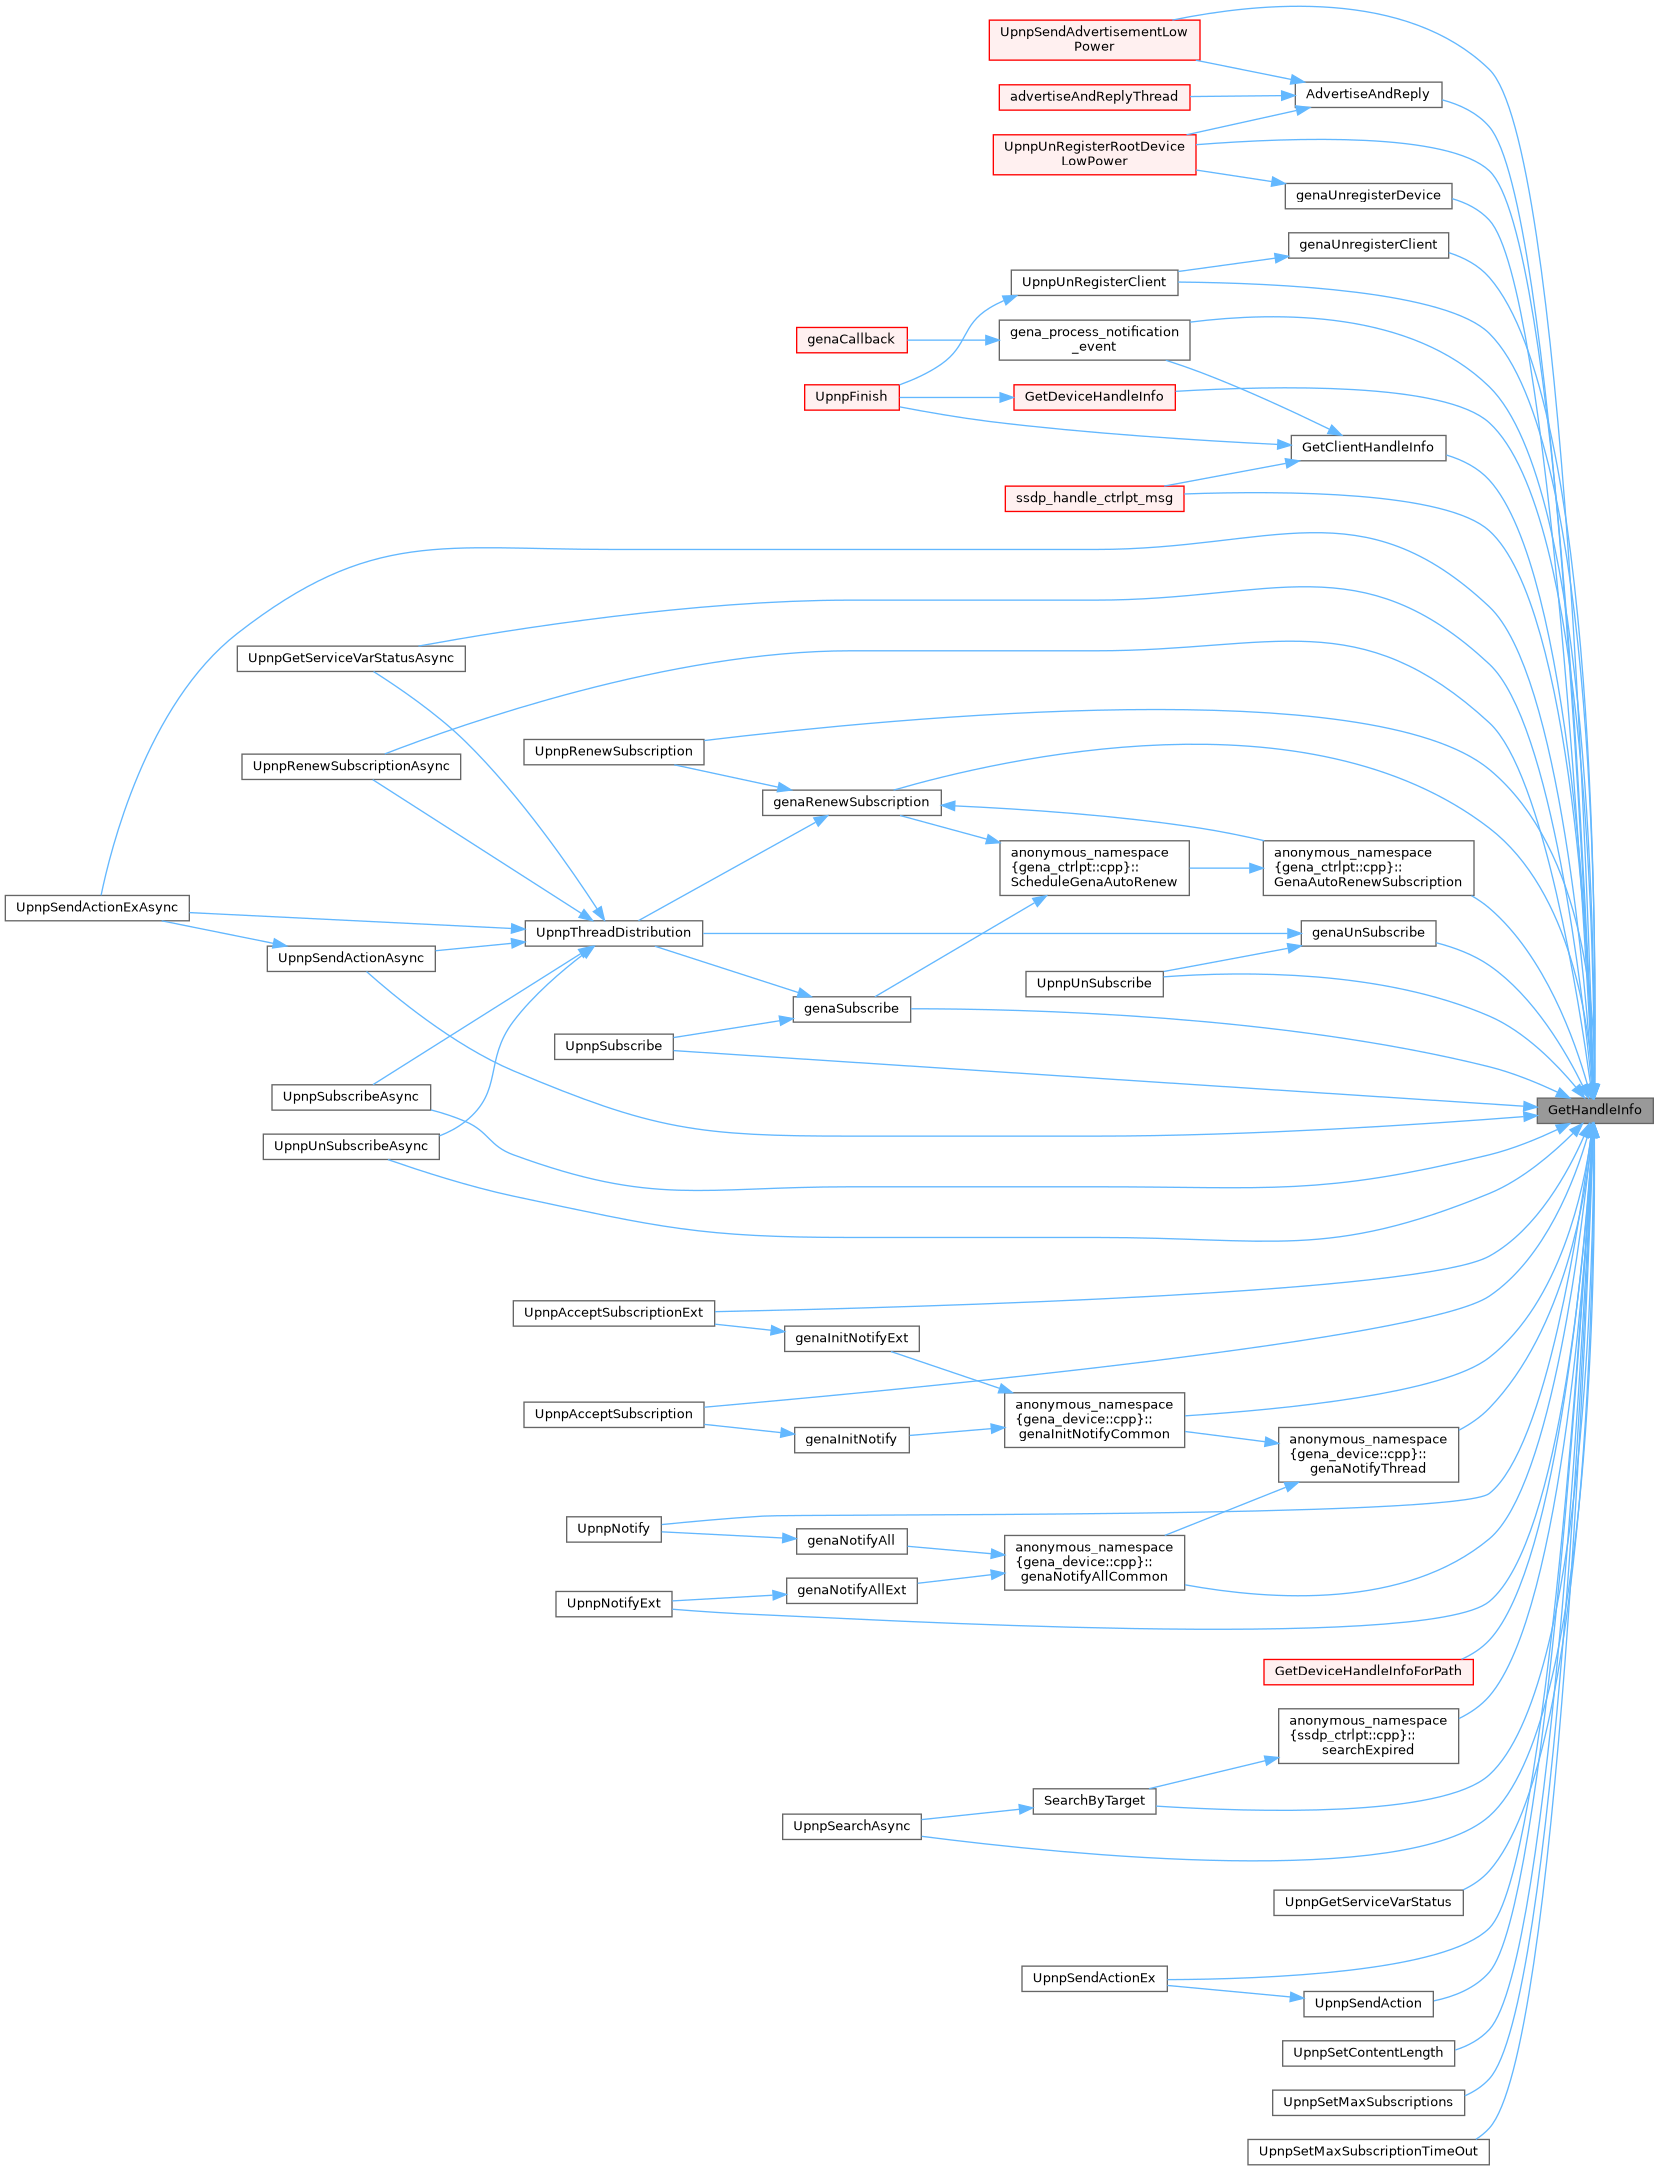 UpnpSendAdvertisementLow
Power
AdvertiseAndReply
advertiseAndReplyThread
UpnpUnRegisterRootDevice
LowPower
genaUnregisterDevice
genaUnregisterClient
UpnpUnRegisterClient
gena_process_notification
_event
genaCallback
UpnpFinish
GetDeviceHandleInfo
GetClientHandleInfo
ssdp_handle_ctrlpt_msg
UpnpGetServiceVarStatusAsync
UpnpRenewSubscription
UpnpRenewSubscriptionAsync
genaRenewSubscription
anonymous_namespace
{gena_ctrlpt::cpp}::
ScheduleGenaAutoRenew
anonymous_namespace
{gena_ctrlpt::cpp}::
GenaAutoRenewSubscription
UpnpSendActionExAsync
UpnpThreadDistribution
genaUnSubscribe
UpnpSendActionAsync
UpnpUnSubscribe
genaSubscribe
UpnpSubscribe
UpnpSubscribeAsync
GetHandleInfo
UpnpUnSubscribeAsync
UpnpAcceptSubscriptionExt
genaInitNotifyExt
UpnpAcceptSubscription
anonymous_namespace
{gena_device::cpp}::
genaInitNotifyCommon
genaInitNotify
anonymous_namespace
{gena_device::cpp}::
genaNotifyThread
UpnpNotify
genaNotifyAll
anonymous_namespace
{gena_device::cpp}::
genaNotifyAllCommon
genaNotifyAllExt
UpnpNotifyExt
GetDeviceHandleInfoForPath
anonymous_namespace
{ssdp_ctrlpt::cpp}::
searchExpired
SearchByTarget
UpnpSearchAsync
UpnpGetServiceVarStatus
UpnpSendActionEx
UpnpSendAction
UpnpSetContentLength
UpnpSetMaxSubscriptions
UpnpSetMaxSubscriptionTimeOut